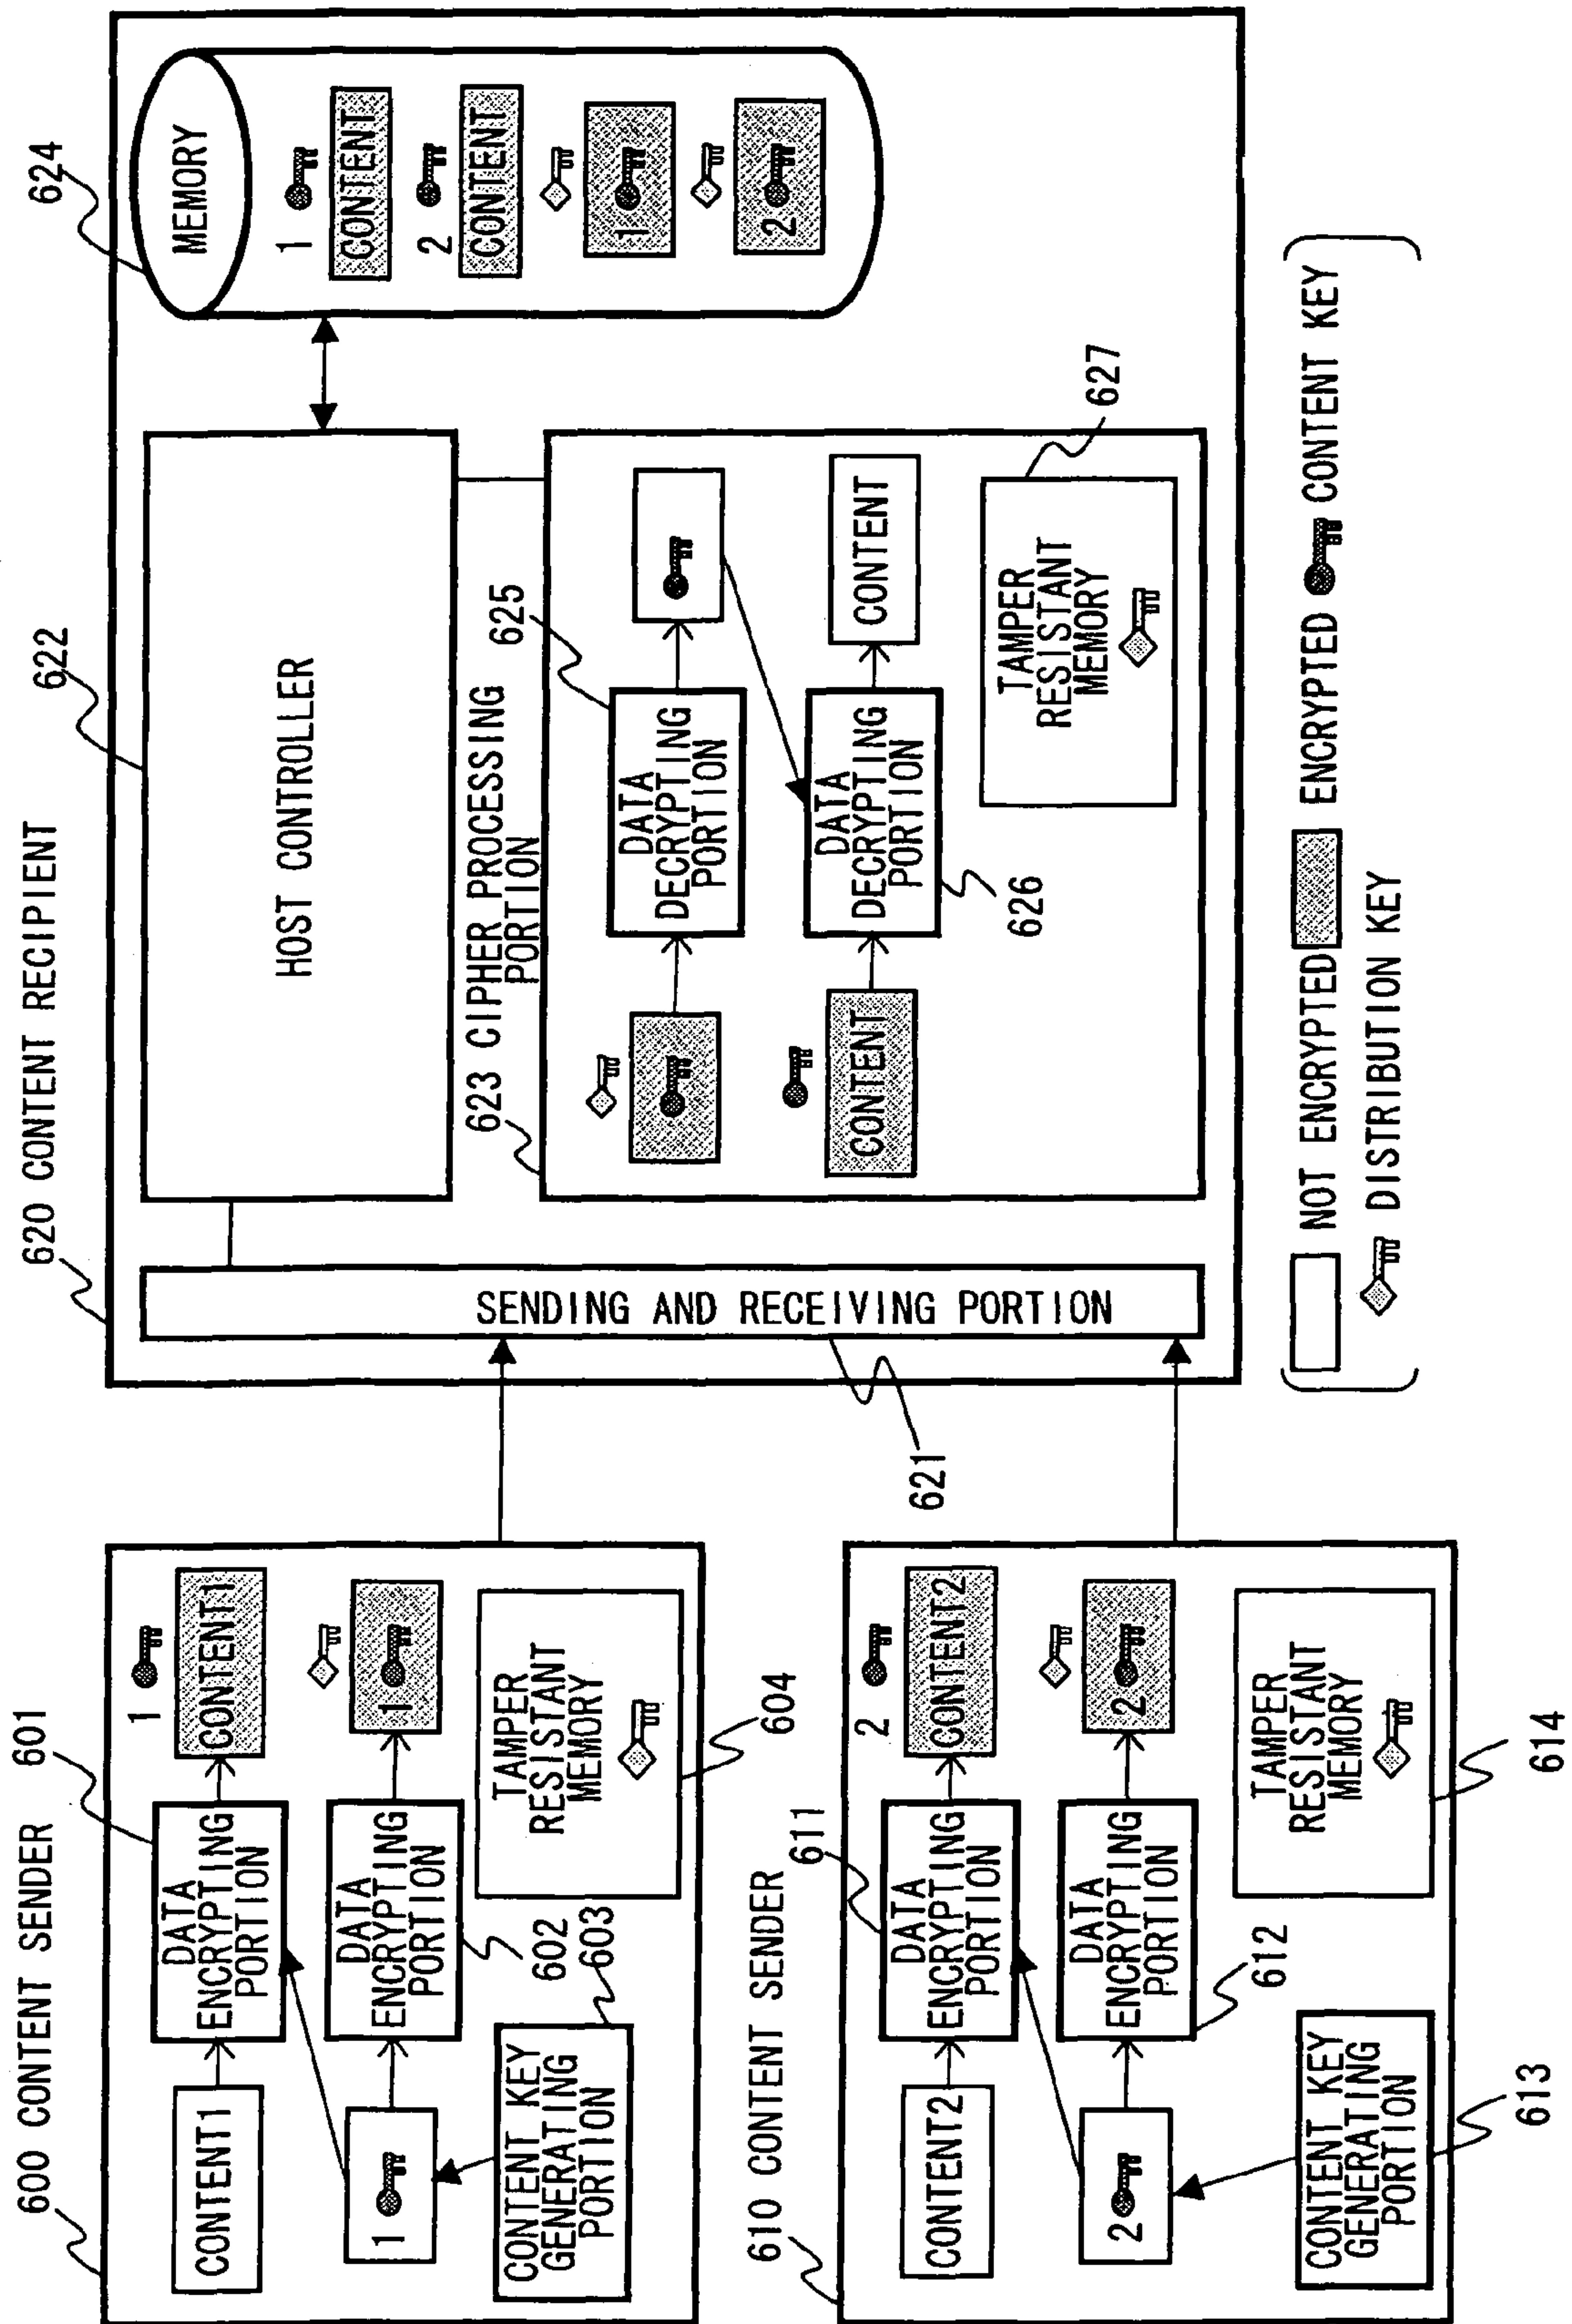 600 CONTENT SENDER
601
CONTENT1
DATA
ENCRYPTING
PORTION
1
CONTENT1
1
DATA
ENCRYPTING
PORTION
1
602
603
CONTENT KEY
GENERATING
PORTION
TAMPER
RESISTANT
MEMORY
604
610 CONTENT SENDER
611
CONTENT2
DATA
ENCRYPTING
PORTION
2
CONTENT2
2
DATA
ENCRYPTING
PORTION
2
612
CONTENT KEY
GENERATING
PORTION
613
TAMPER
RESISTANT
MEMORY
614
620 CONTENT RECIPIENT
SENDING AND RECEIVING PORTION
621
622
HOST CONTROLLER
623 CIPHER PROCESSING
PORTION
625
DATA
DECRYPTING
PORTION
CONTENT
DATA
DECRYPTING
PORTION
CONTENT
626
TAMPER
RESISTANT
MEMORY
627
624
MEMORY
1
CONTENT
2
CONTENT
1
2
NOT ENCRYPTED
ENCRYPTED
CONTENT KEY
DISTRIBUTION KEY